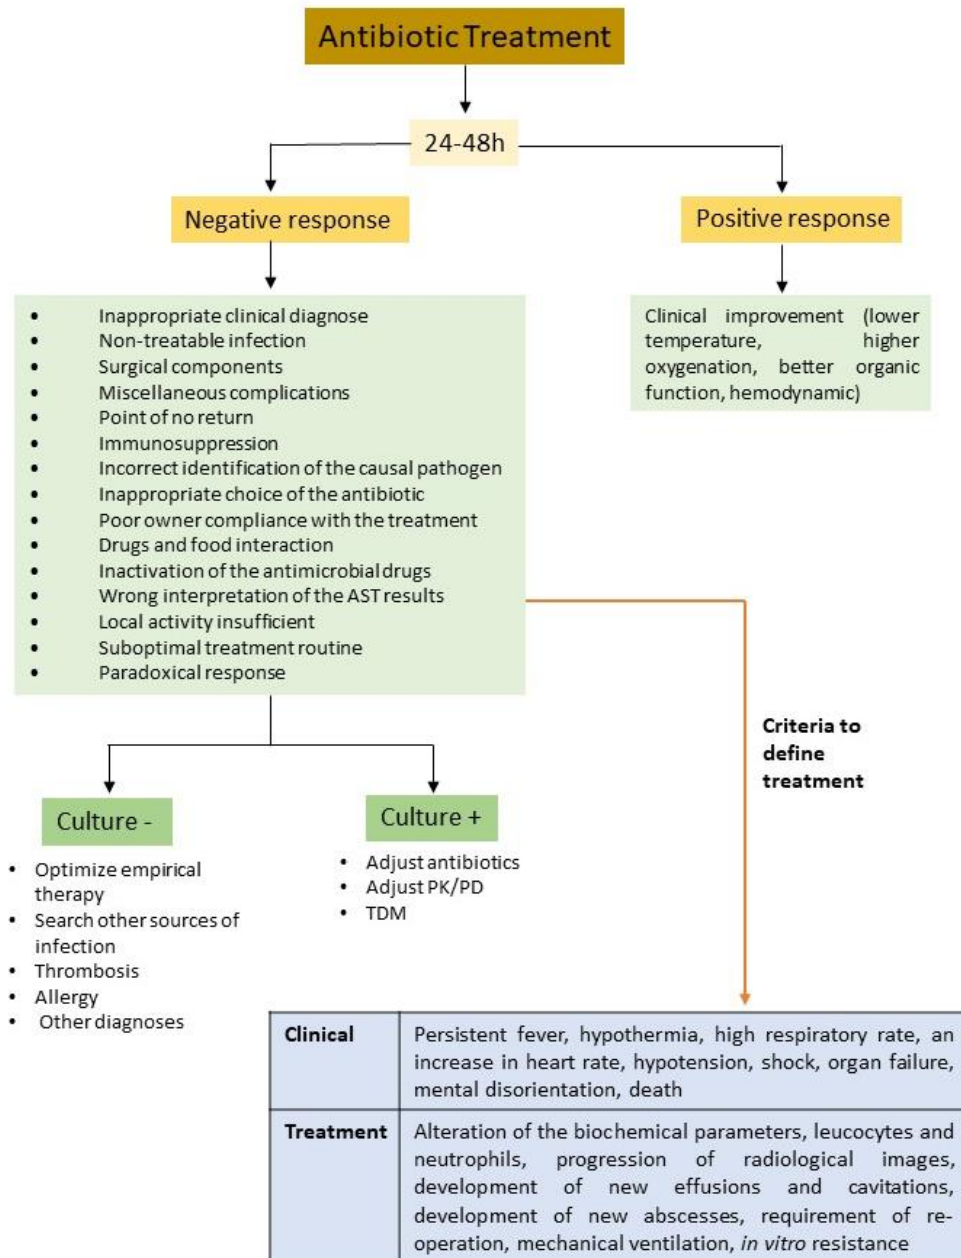 Antibiotic Treatment
24-48h
Negative response
Positive response
• Inappropriate clinical diagnose
• Non-treatable infection
• Surgical components
• Miscellaneous complications
• Point of no return
• Immunosuppression
• Incorrect identification of the causal pathogen
• Inappropriate choice of the antibiotic
• Poor owner compliance with the treatment
• Drugs and food interaction
• Inactivation of the antimicrobial drugs
• Wrong interpretation of the AST results
• Local activity insufficient
• Suboptimal treatment routine
• Paradoxical response
Clinical improvement (lower
temperature, higher
oxygenation, better organic
function, hemodynamic)
Criteria to
define
treatment
Culture -
• Optimize empirical
therapy
• Search other sources of
infection
• Thrombosis
• Allergy
• Other diagnoses
Culture +
• Adjust antibiotics
• Adjust PK/PD
• TDM
Clinical
Persistent fever, hypothermia, high respiratory rate, an
increase in heart rate, hypotension, shock, organ failure,
mental disorientation, death
Treatment
Alteration of the biochemical parameters, leucocytes and
neutrophils, progression of radiological images,
development of new effusions and cavitations,
development of new abscesses, requirement of re-
operation, mechanical ventilation, in vitro resistance